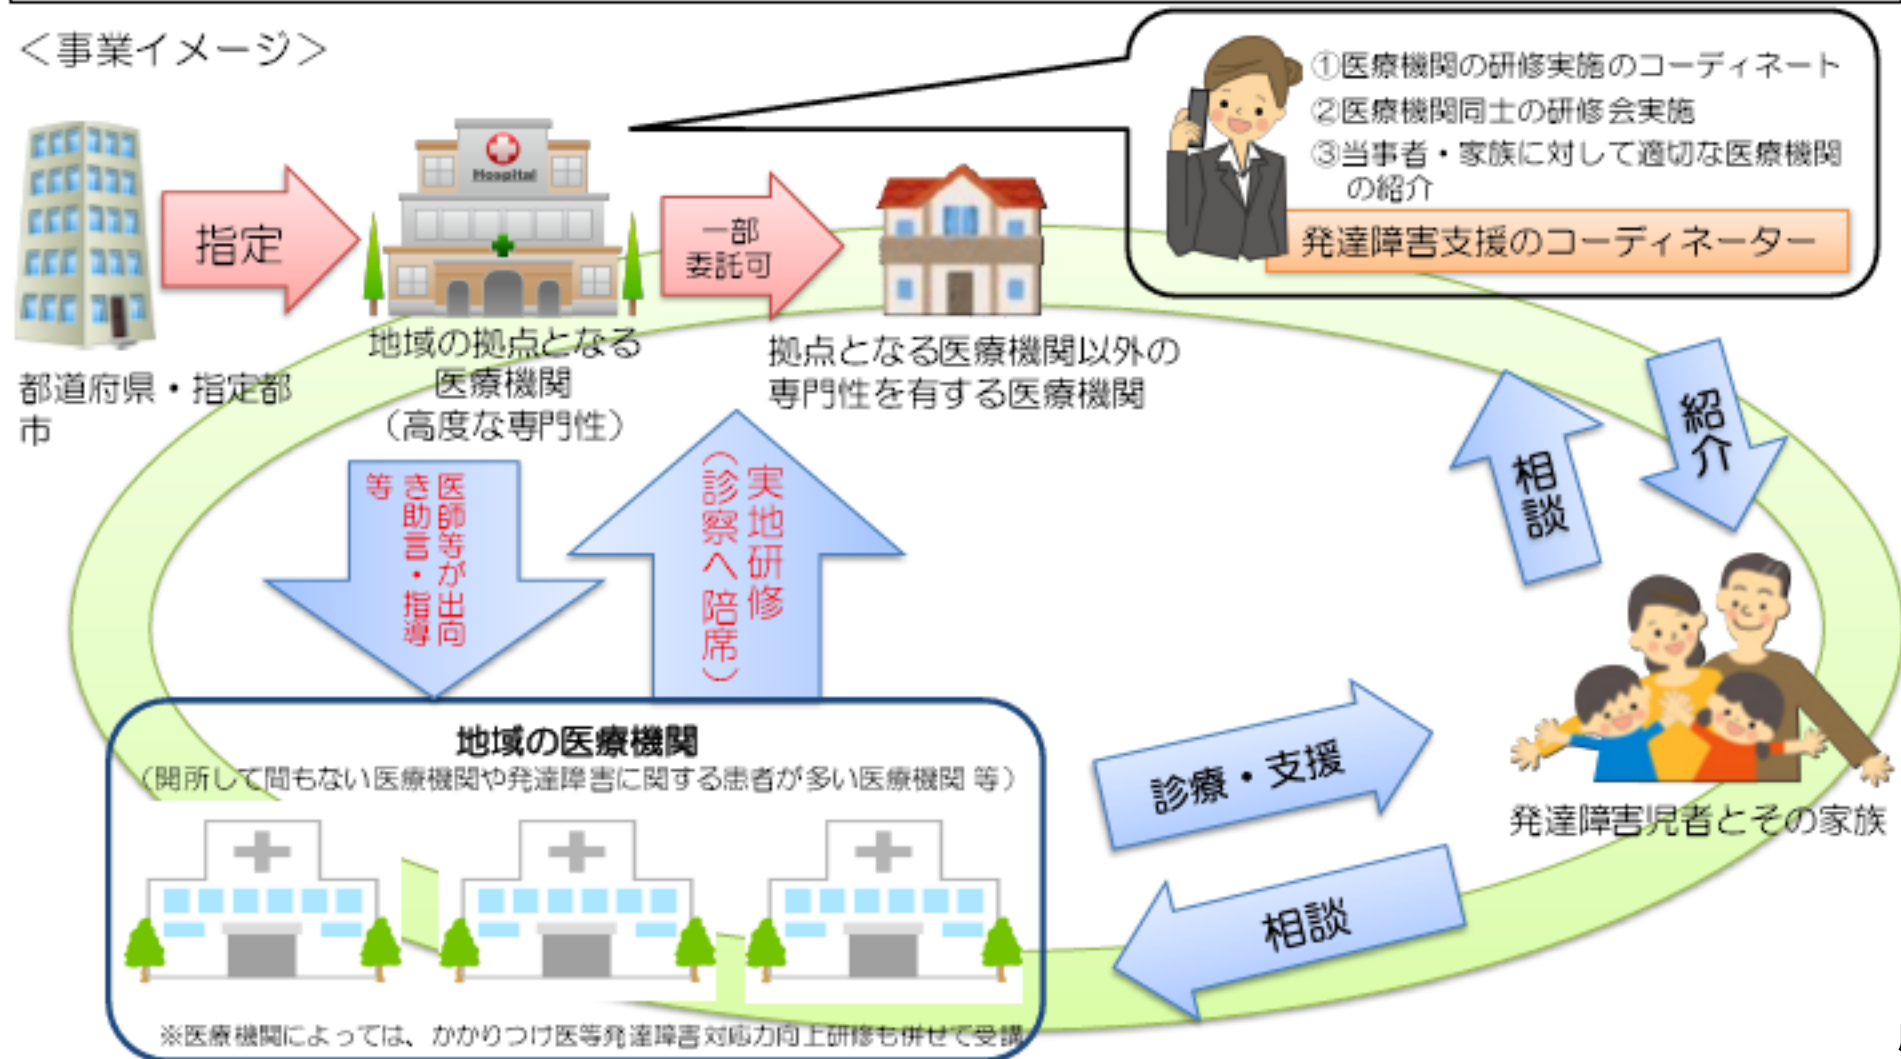 ＜事業イメージ＞
①医療機関の研修実施のコーディネート
②医療機関同士の研修会実施
③当事者・家族に対して適切な医療機関
の紹介
発達障害支援のコーディネーター
指定
Hospital
一部
委託可
都道府県・指定都
市
地域の拠点となる
医療機関
（高度な専門性）
拠点となる医療機関以外の
専門性を有する医療機関
医師等が出向
き助言・指導
等
実地研修
（診察へ陪席）
相談
紹介
地域の医療機関
（開所して間もない医療機関や発達障害に関する患者が多い医療機関 等）
診療・支援
発達障害児者とその家族
相談
※医療機関によっては、かかりつけ医等発達障害対応力向上研修も併せて受講